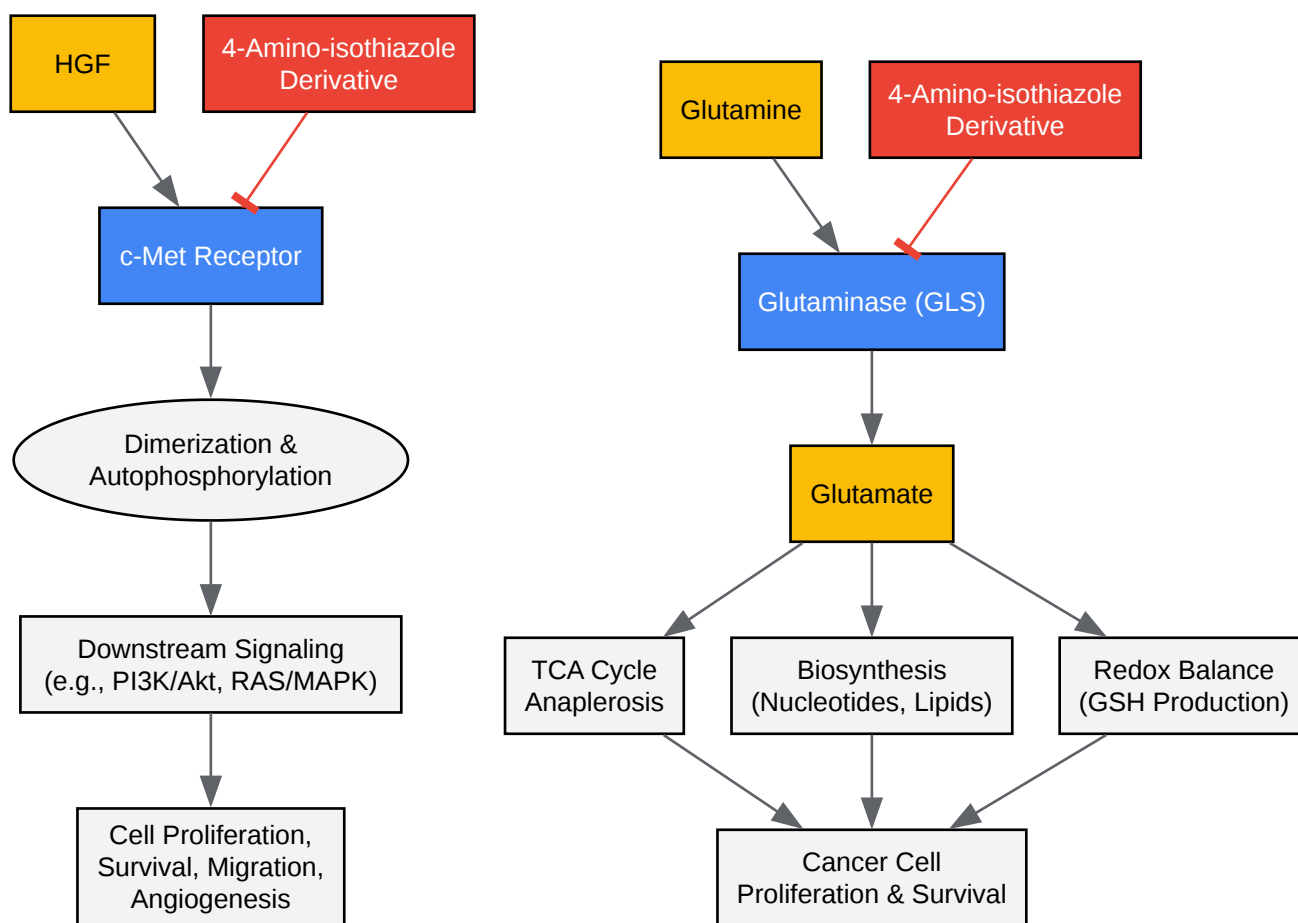 HGF
4-Amino-isothiazole
Derivative
c-Met Receptor
Dimerization &
Autophosphorylation
Downstream Signaling
(e.g., PI3K/Akt, RAS/MAPK)
Cell Proliferation,
Survival, Migration,
Angiogenesis
Glutamine
4-Amino-isothiazole
Derivative
Glutaminase (GLS)
Glutamate
TCA Cycle
Anaplerosis
Biosynthesis
(Nucleotides, Lipids)
Redox Balance
(GSH Production)
Cancer Cell
Proliferation & Survival